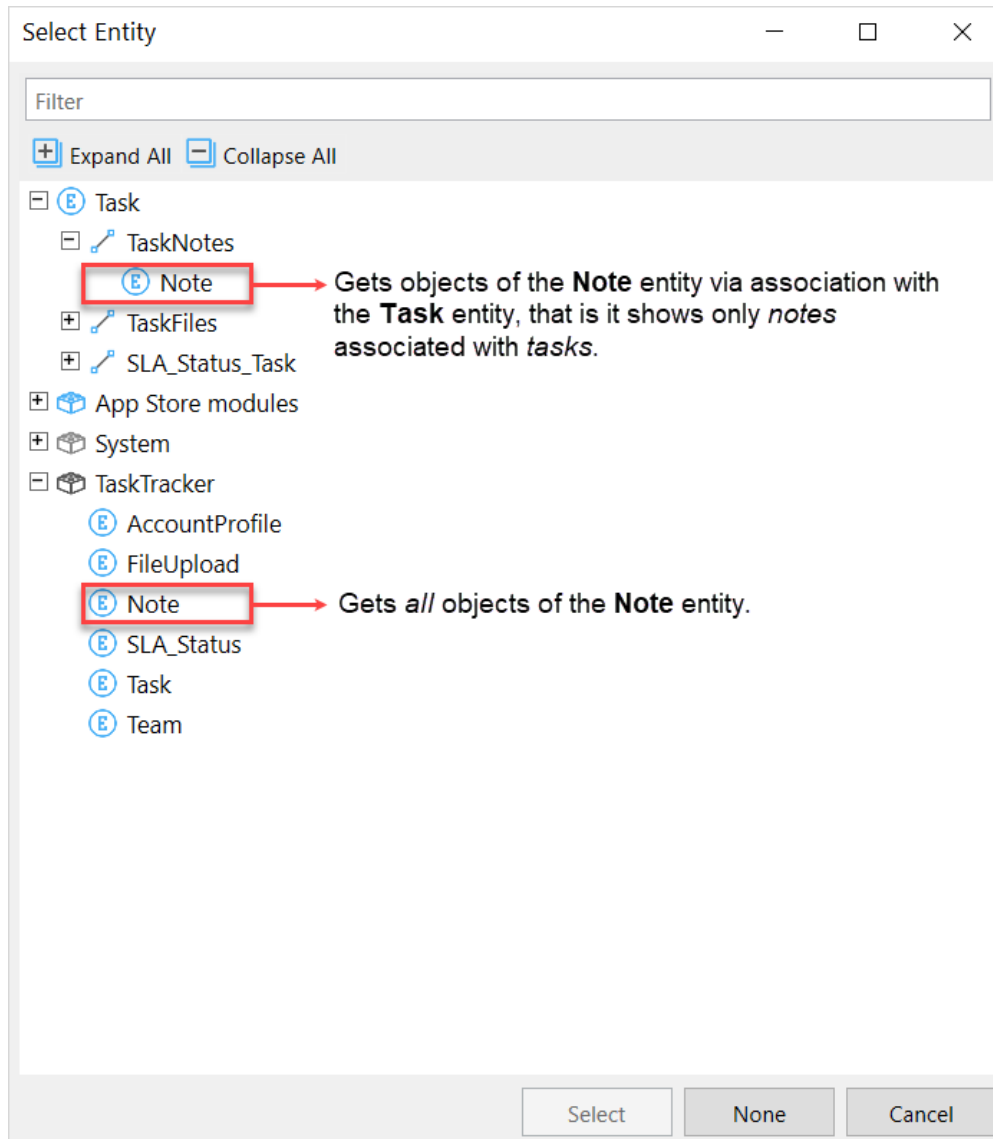 Select Entity
Filter
Expand All Collapse All
Task
TaskNotes
Note
Gets objects of the Note entity via association with
the Task entity, that is it shows only notes
associated with tasks.
TaskFiles
SLA_Status_Task
App Store modules
System
TaskTracker
AccountProfile
FileUpload
Note
Gets all objects of the Note entity.
SLA_Status
Task
Team
Select None Cancel